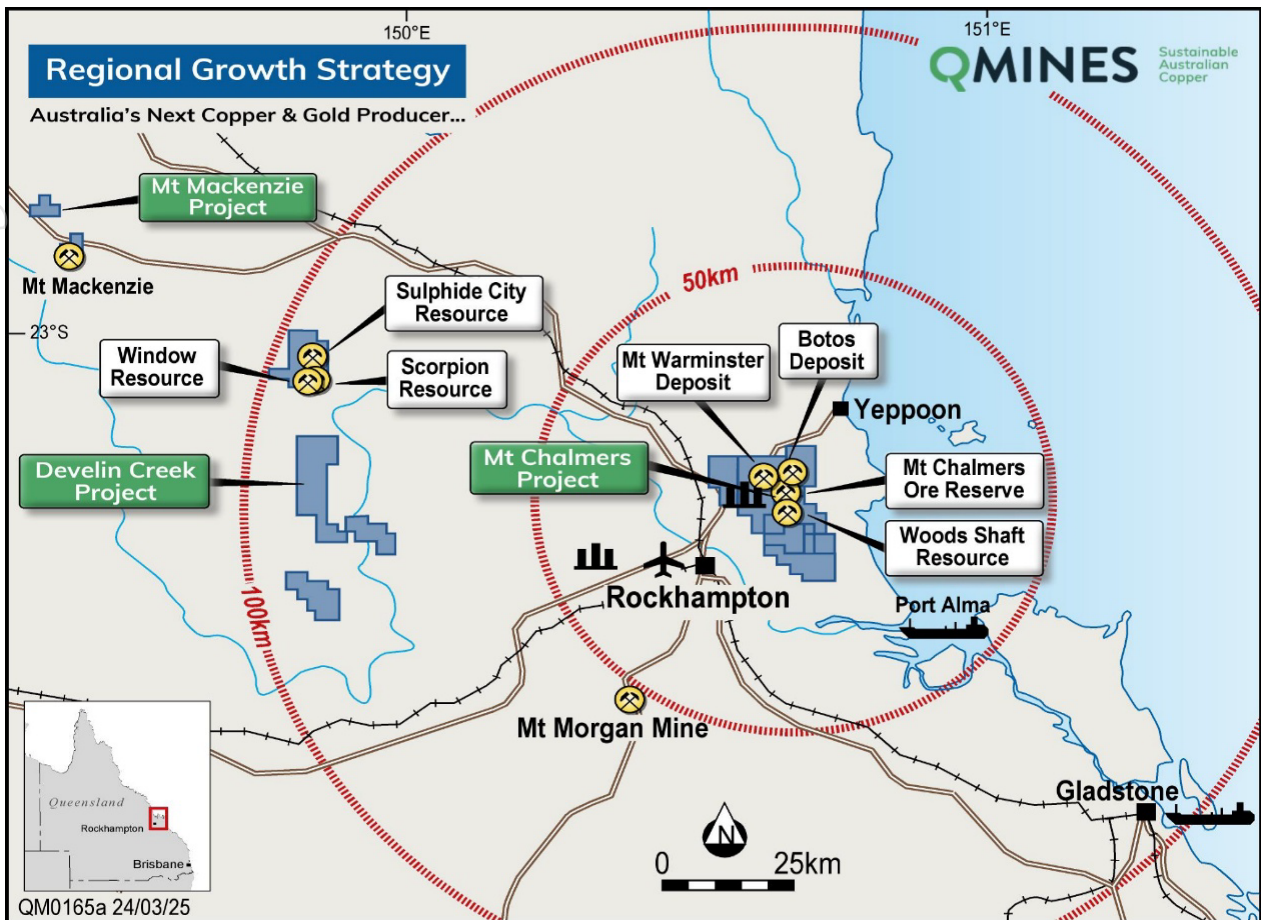 150°E
151°E
Regional Growth Strategy
Australia's Next Copper & Gold Producer...
QMINES
Sustainable
Australian
Copper
Mt Mackenzie
Project
Mt Mackenzie
23°S
Sulphide City
Resource
Window
Resource
Scorpion
Resource
50km
Mt Warminster
Deposit
Botos
Deposit
Yeppoon
Develin Creek
Project
Mt Chalmers
Project
Mt Chalmers
Ore Reserve
Woods Shaft
Resource
100km
Rockhampton
Port Alma
Mt Morgan Mine
Gladstone
Queensland
Rockhampton
Brisbane
N
0 25km
QM0165a 24/03/25